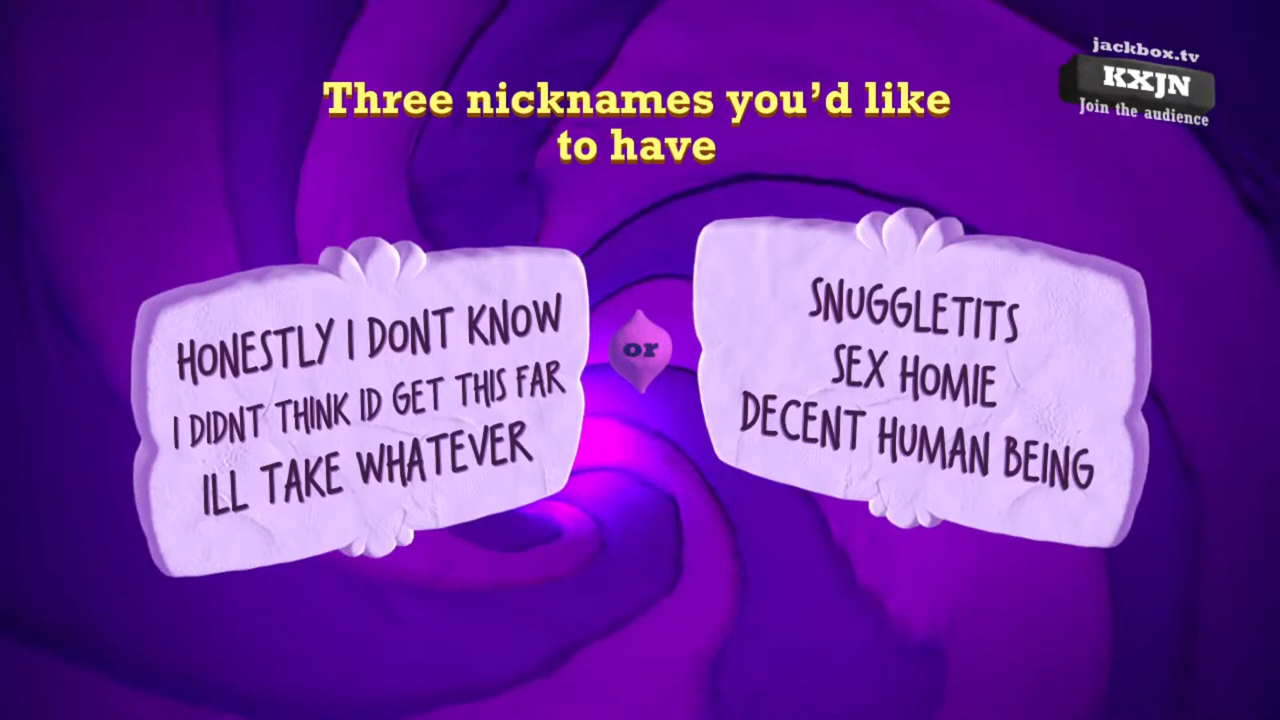 jackbox.tv
KXJN
Join the audience
Three nicknames you'd like
to have
HONESTLY I DONT KNOW
I DIDNT THINK ID GET THIS FAR
ILL TAKE WHATEVER
or
SNUGGLETITS
SEX HOMIE
DECENT HUMAN BEING